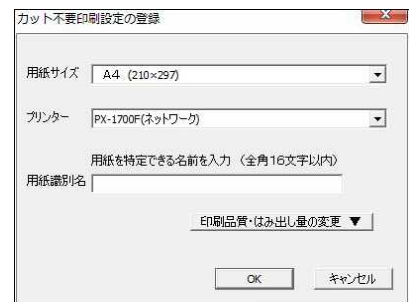 カット不要印刷設定の登録
用紙サイズ A4 (210×297)
プリンター PX-1700F(ネットワーク)
用紙を特定できる名前を入力 (全角16文字以内)
用紙識別名
印刷品質・はみ出し量の変更 ▼
OK キャンセル